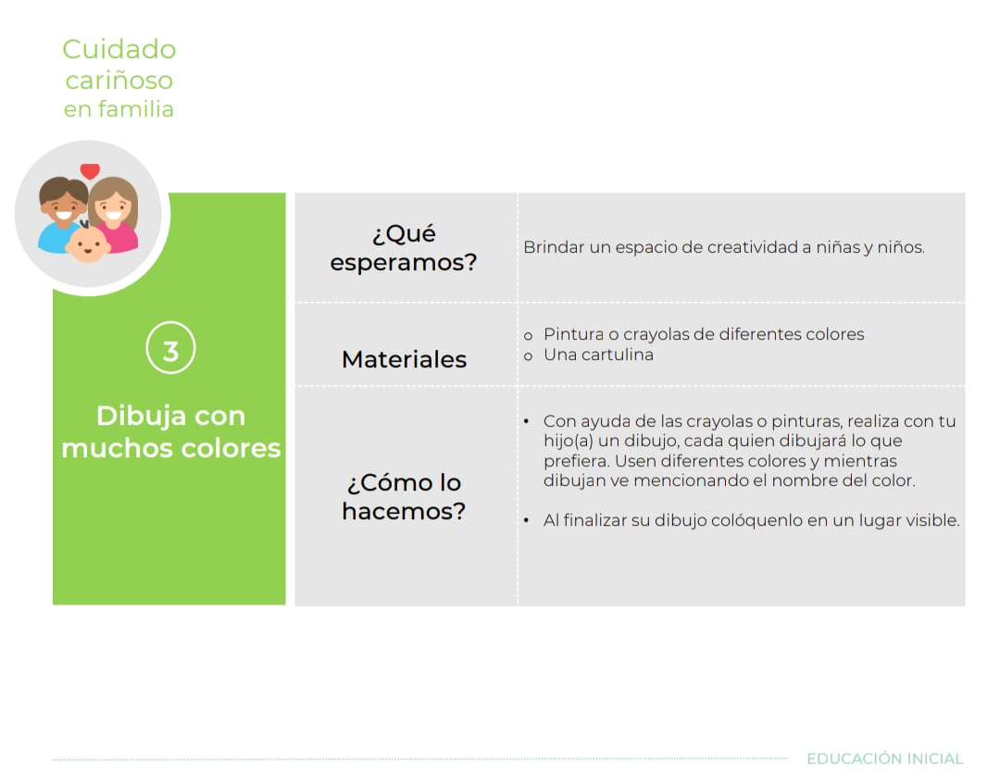 Cuidado
cariñoso
en familia
3
Dibuja con
muchos colores
¿Qué
esperamos?
Brindar un espacio de creatividad a niñas y niños.
Materiales
o Pintura o crayolas de diferentes colores
o Una cartulina
¿Cómo lo
hacemos?
• Con ayuda de las crayolas o pinturas, realiza con tu
hijo(a) un dibujo, cada quien dibujará lo que
prefiera. Usen diferentes colores y mientras
dibujan ve mencionando el nombre del color.
• Al finalizar su dibujo colóquenlo en un lugar visible.
EDUCACIÓN INICIAL